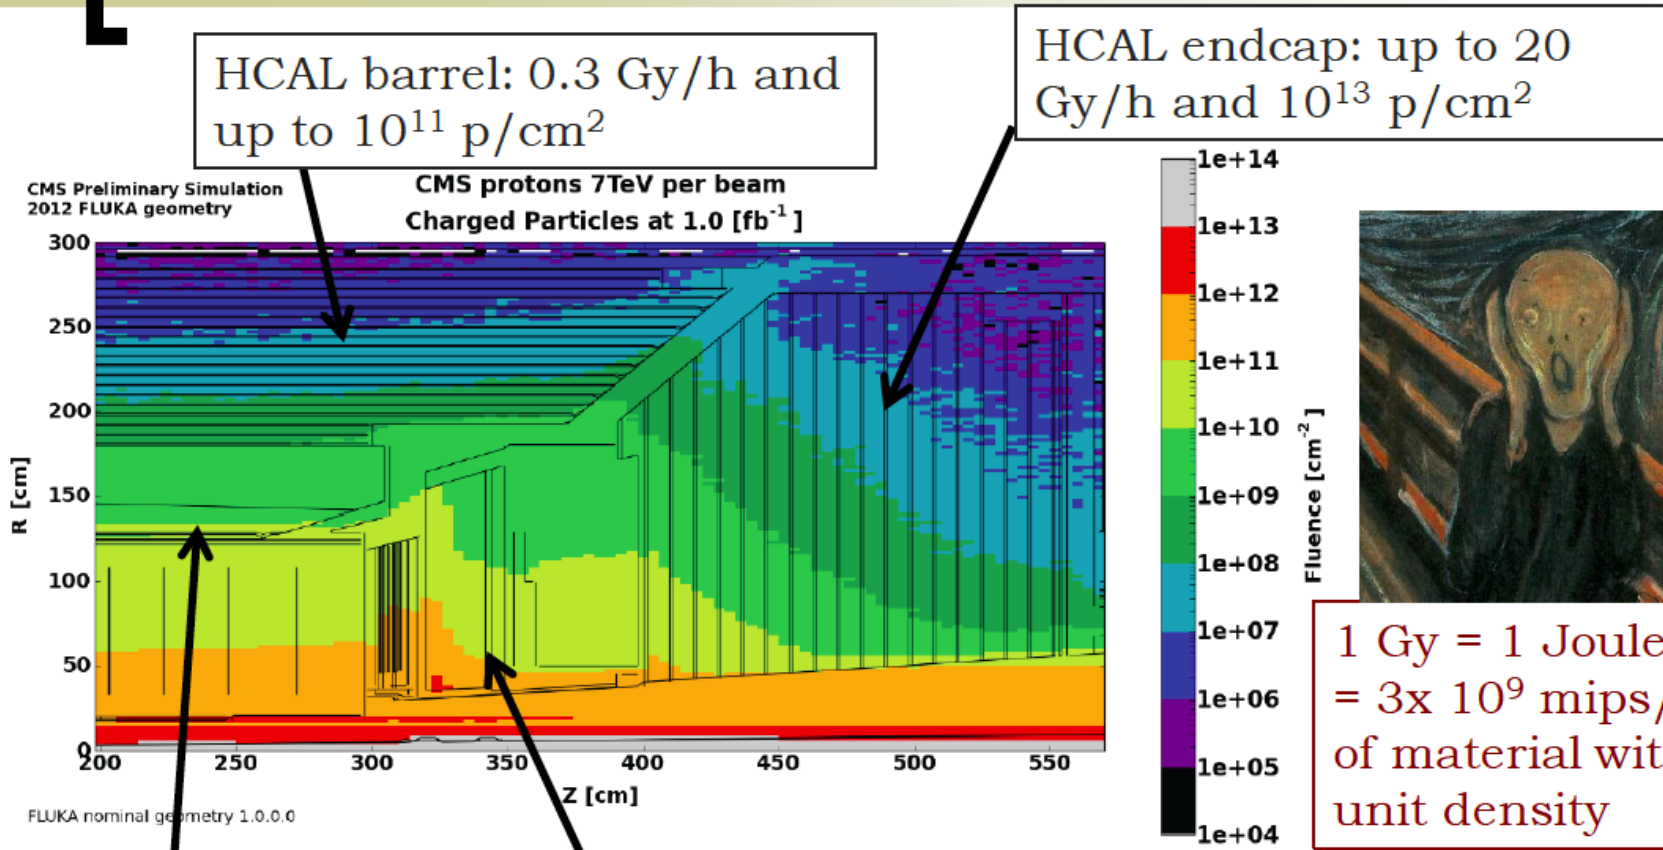 HCAL barrel: 0.3 Gy/h and
up to 10¹¹ p/cm²
HCAL endcap: up to 20
Gy/h and 10¹³ p/cm²
CMS Preliminary Simulation
2012 FLUKA geometry
CMS protons 7TeV per beam
Charged Particles at 1.0 [fb⁻¹ ]
300
250
200
150
100
50
0
R [cm]
200 250 300 350 400 450 500 550
Z [cm]
FLUKA nominal geometry 1.0.0.0
1e+14
1e+13
1e+12
1e+11
1e+10
1e+09
1e+08
1e+07
1e+06
1e+05
1e+04
Fluence [cm⁻²]
1 Gy = 1 Joule
= 3x 10⁹ mips/
of material wit
unit density